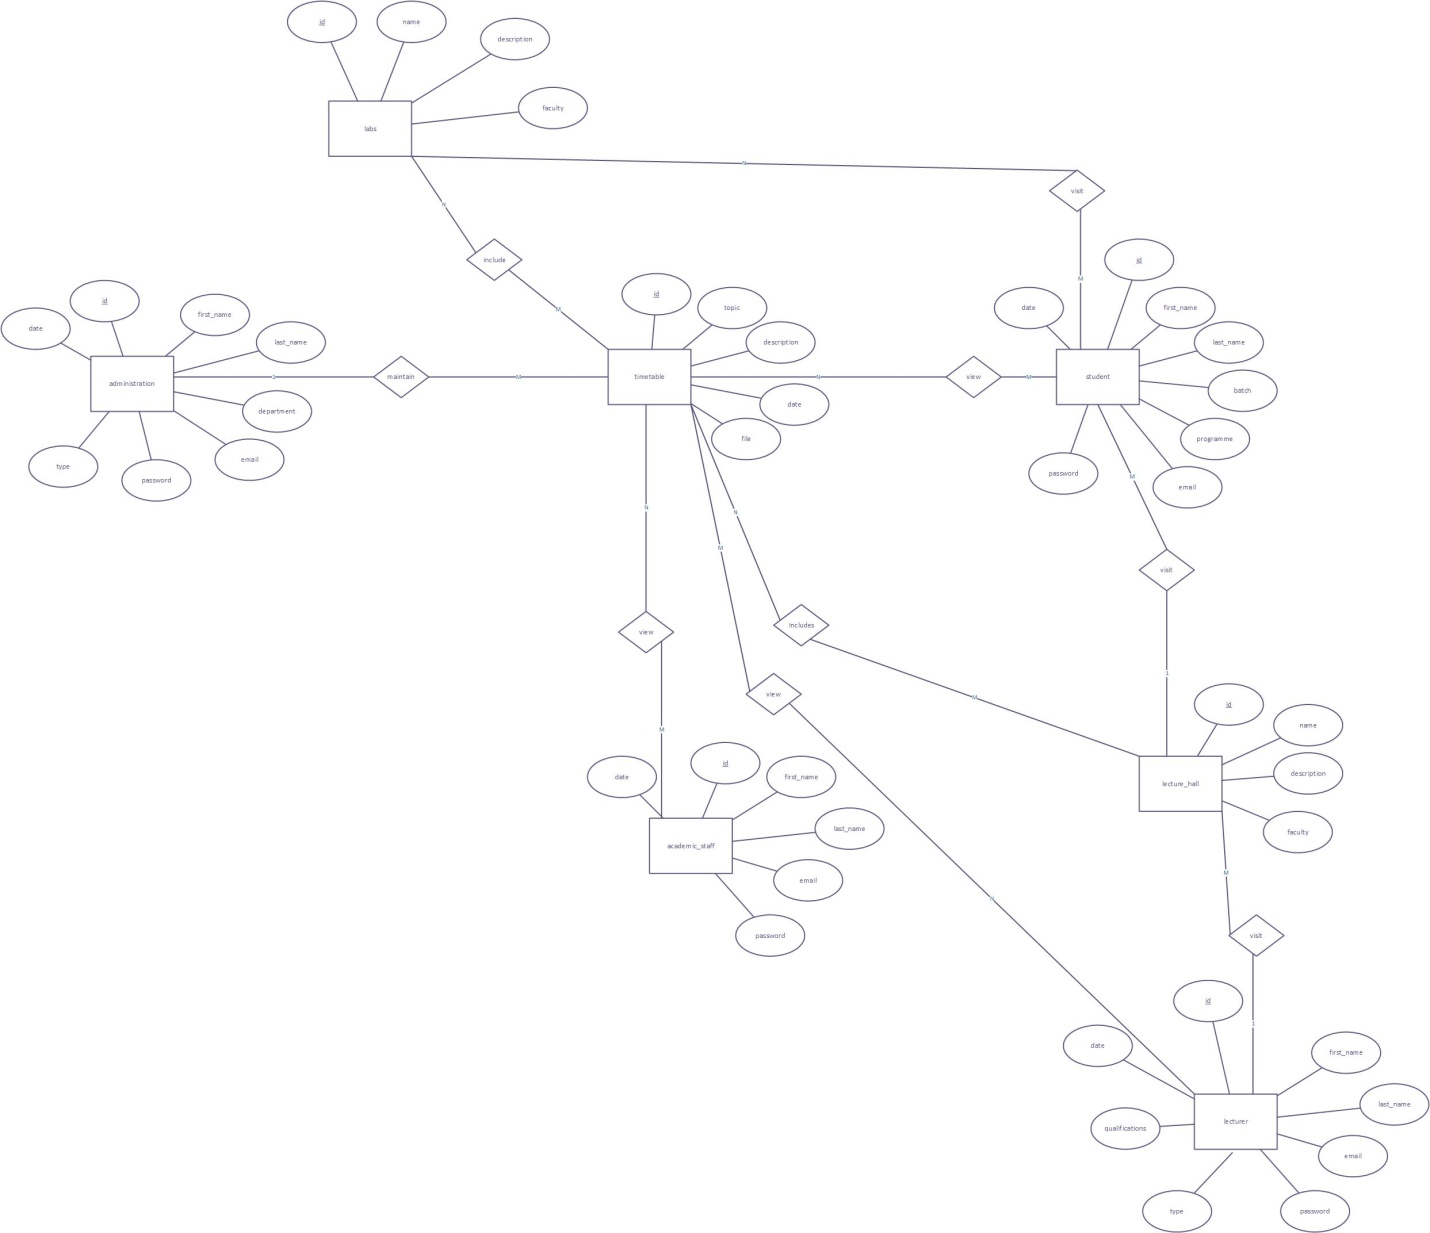 id
name
description
faculty
labs
N
visit
N
include
M
M
id
date
first_name
last_name
batch
programme
email
password
student
id
date
first_name
last_name
department
email
password
type
administration
1
maintain
M
id
topic
description
date
file
timetable
N
view
M
N
view
M
M
view
N
N
includes
M
M
visit
1
date
id
first_name
last_name
email
password
academic_staff
id
name
description
faculty
lecture_hall
M
visit
1
id
date
first_name
last_name
qualifications
email
type
password
lecturer